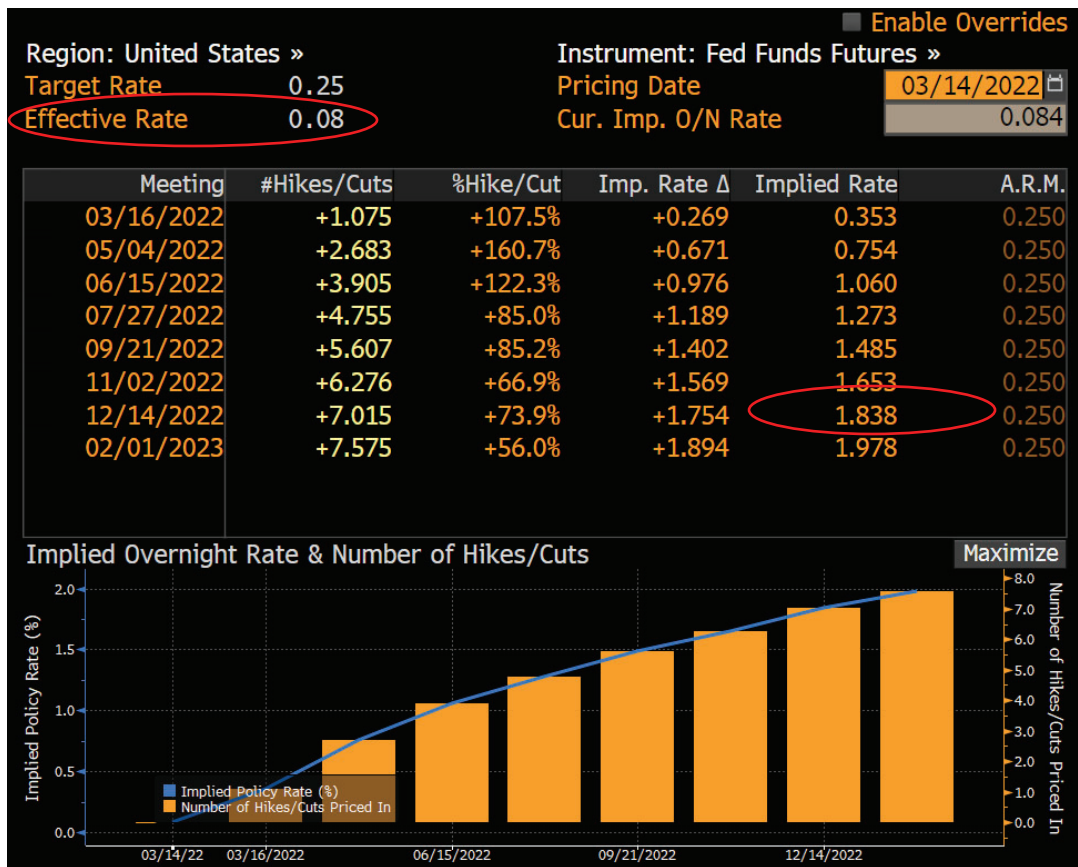 Enable Overrides
Region: United States » Instrument: Fed Funds Futures »
Target Rate 0.25 Pricing Date 03/14/2022
Effective Rate 0.08 Cur. Imp. O/N Rate 0.084
Meeting #Hikes/Cuts %Hike/Cut Imp. Rate Δ Implied Rate A.R.M.
03/16/2022 +1.075 +107.5% +0.269 0.353 0.250
05/04/2022 +2.683 +160.7% +0.671 0.754 0.250
06/15/2022 +3.905 +122.3% +0.976 1.060 0.250
07/27/2022 +4.755 +85.0% +1.189 1.273 0.250
09/21/2022 +5.607 +85.2% +1.402 1.485 0.250
11/02/2022 +6.276 +66.9% +1.569 1.653 0.250
12/14/2022 +7.015 +73.9% +1.754 1.838 0.250
02/01/2023 +7.575 +56.0% +1.894 1.978 0.250
Implied Overnight Rate & Number of Hikes/Cuts Maximize
Implied Policy Rate (%)
2.0
1.5
1.0
0.5
0.0
Implied Policy Rate (%)
Number of Hikes/Cuts Priced In
8.0
7.0
6.0
5.0
4.0
3.0
2.0
1.0
0.0
Number of Hikes/Cuts Priced In
03/14/22 03/16/2022 06/15/2022 09/21/2022 12/14/2022